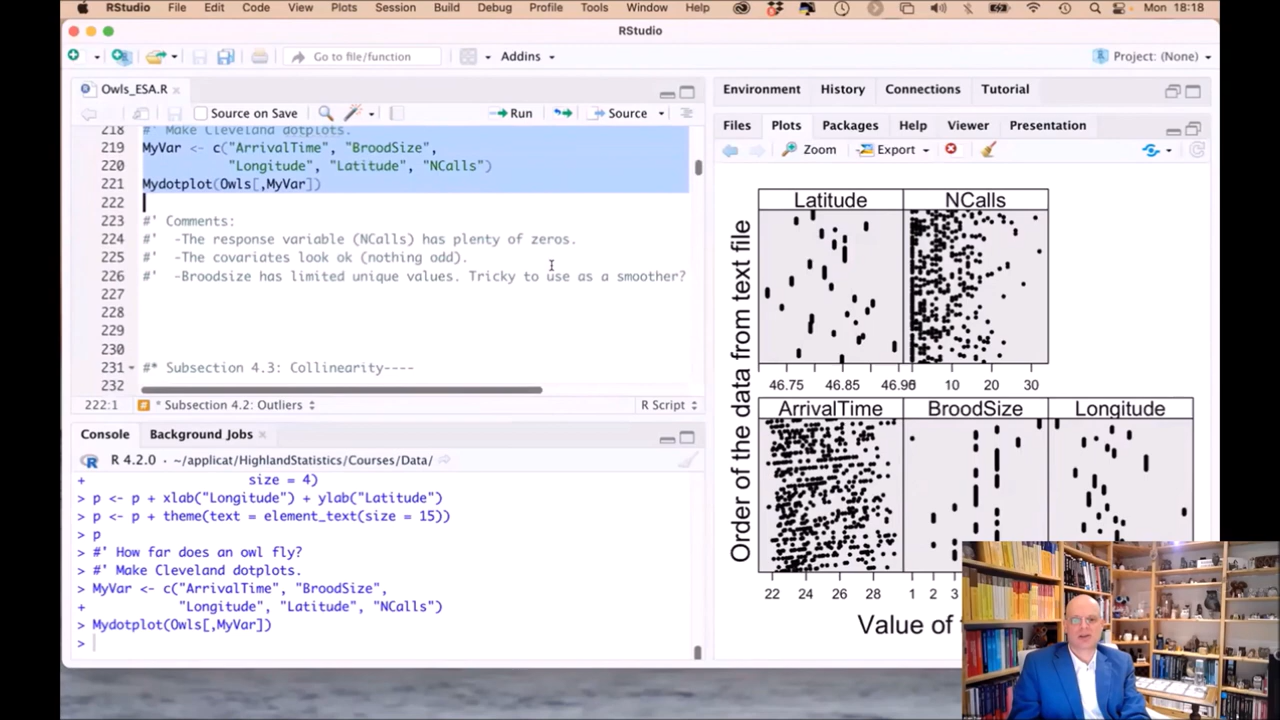 RStudio File Edit Code View Plots Session Build Debug Profile Tools Window Help Mon 18:18
RStudio
Go to file/function Addins Project: (None)
Owls_ESA.R
Source on Save Run Source
218 #' Make Cleveland dotplots.
219 MyVar <- c("ArrivalTime", "BroodSize",
220 "Longitude", "Latitude", "NCalls")
221 Mydotplot(Owls[,MyVar])
222
223 #' Comments:
224 #' -The response variable (NCalls) has plenty of zeros.
225 #' -The covariates look ok (nothing odd).
226 #' -Broodsize has limited unique values. Tricky to use as a smoother?
227
228
229
230
231 #* Subsection 4.3: Collinearity----
232
222:1 # * Subsection 4.2: Outliers R Script
Console Background Jobs
R 4.2.0 · ~/applicat/HighlandStatistics/Courses/Data/
+ size = 4)
> p <- p + xlab("Longitude") + ylab("Latitude")
> p <- p + theme(text = element_text(size = 15))
> p
> #' How far does an owl fly?
> #' Make Cleveland dotplots.
> MyVar <- c("ArrivalTime", "BroodSize",
+ "Longitude", "Latitude", "NCalls")
> Mydotplot(Owls[,MyVar])
>
Environment History Connections Tutorial
Files Plots Packages Help Viewer Presentation
Zoom Export
Order of the data from text file
Latitude NCalls
46.75 46.85 46.95 0 10 20 30
ArrivalTime BroodSize Longitude
22 24 26 28 1 2 3
Value of